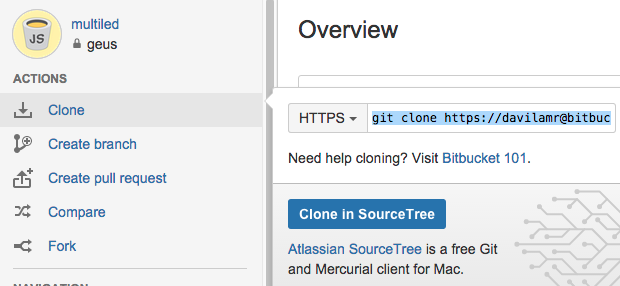 JS
multiled
geus
ACTIONS
Clone
Create branch
Create pull request
Compare
Fork
NAVIGATION
Overview
HTTPS
git clone https://davilamr@bitbuc
Need help cloning? Visit Bitbucket 101.
Clone in SourceTree
Atlassian SourceTree is a free Git
and Mercurial client for Mac.